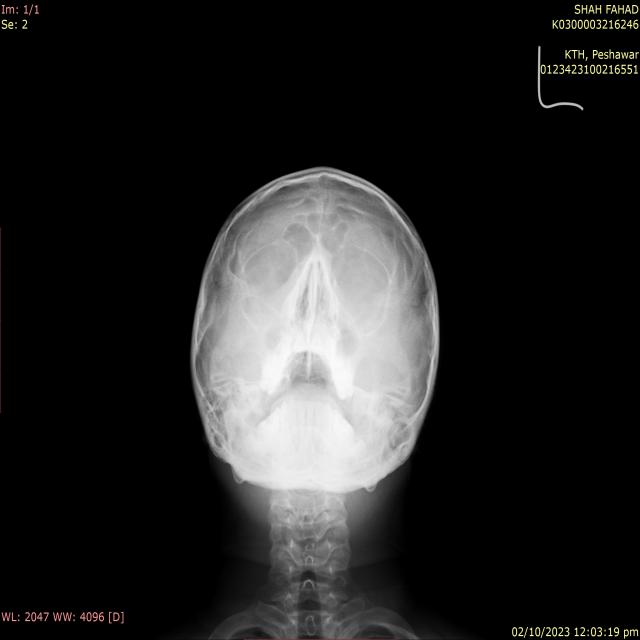 Im: 1/1
Se: 2
SHAH FAHAD
K0300003216246
KTH, Peshawar
0123423100216551
L
WL: 2047 WW: 4096 [D]
02/10/2023 12:03:19 pm